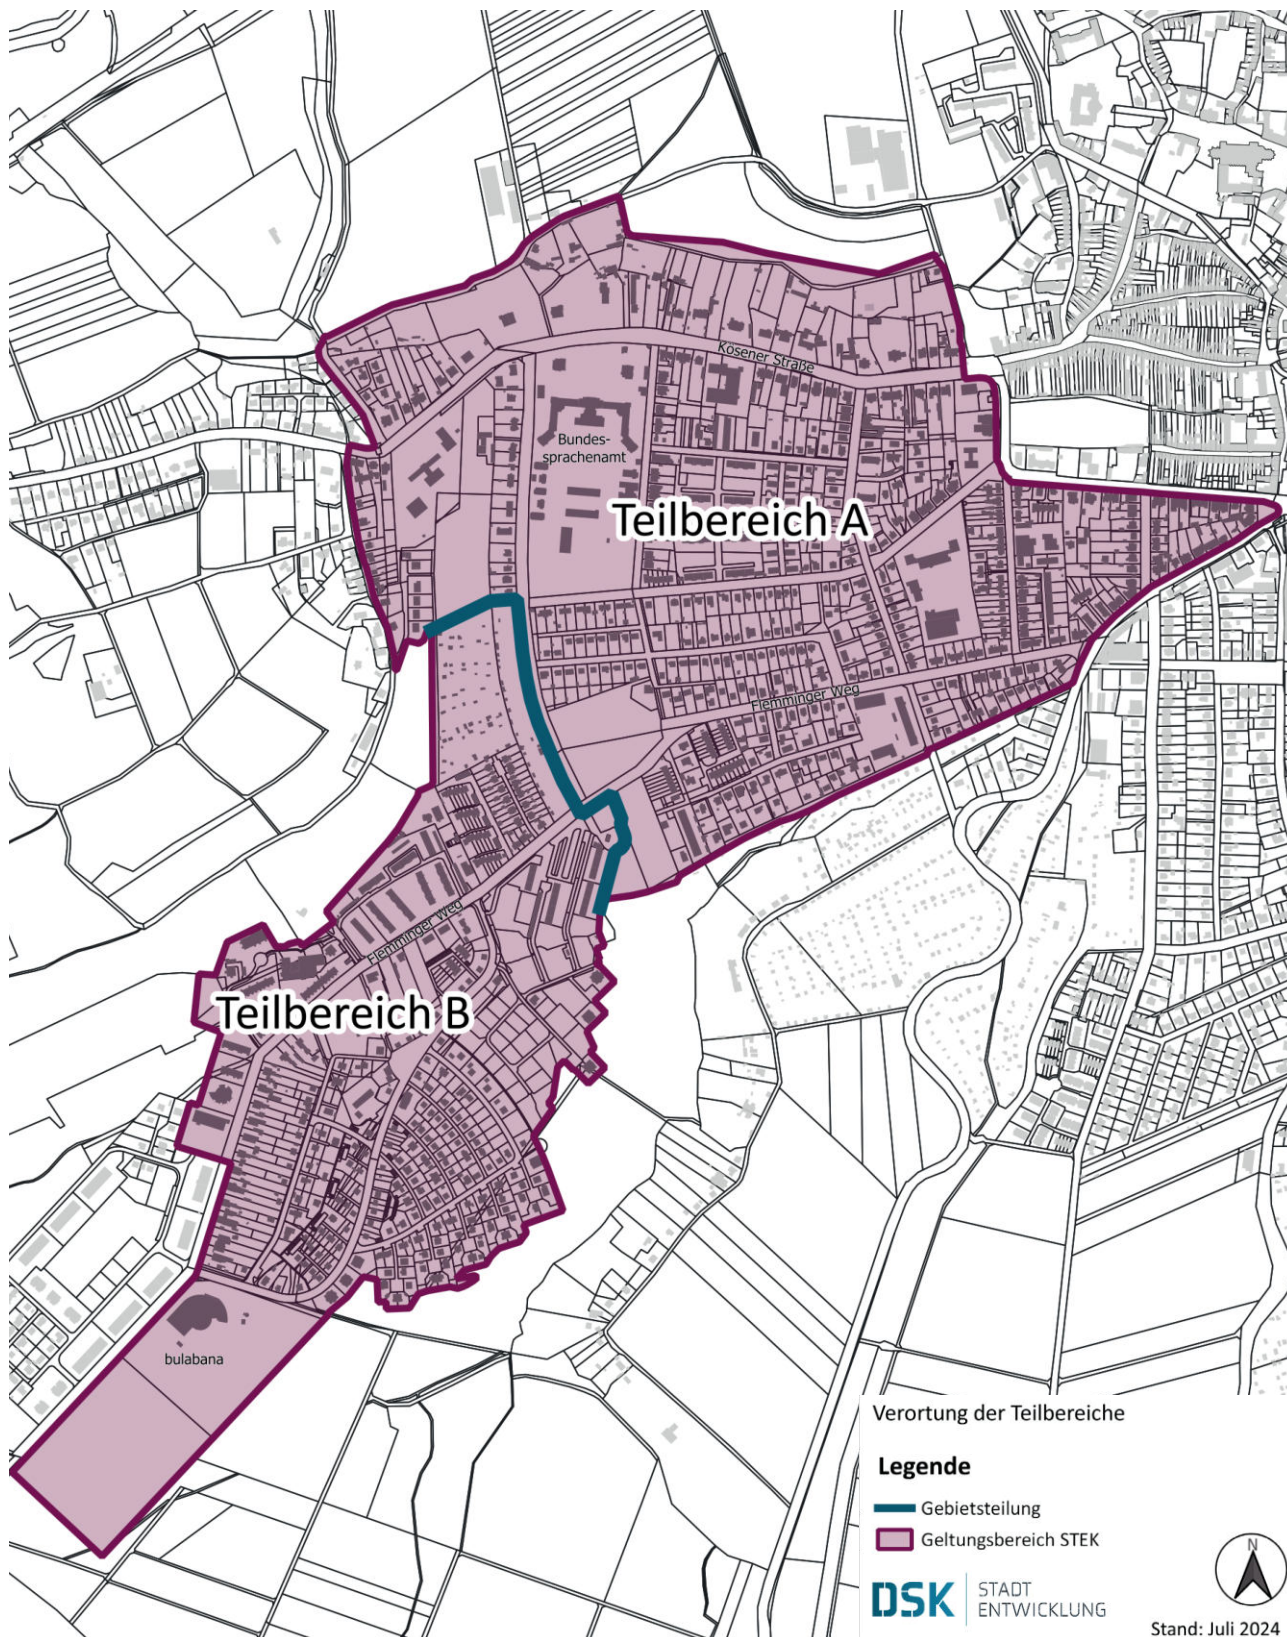 Kösener Straße
Bundes-
sprachenamt
Teilbereich A
Flemminger Weg
Flemminger Weg
Teilbereich B
bulabana
Verortung der Teilbereiche
Legende
Gebietsteilung
Geltungsbereich STEK
N
DSK
STADT
ENTWICKLUNG
Stand: Juli 2024